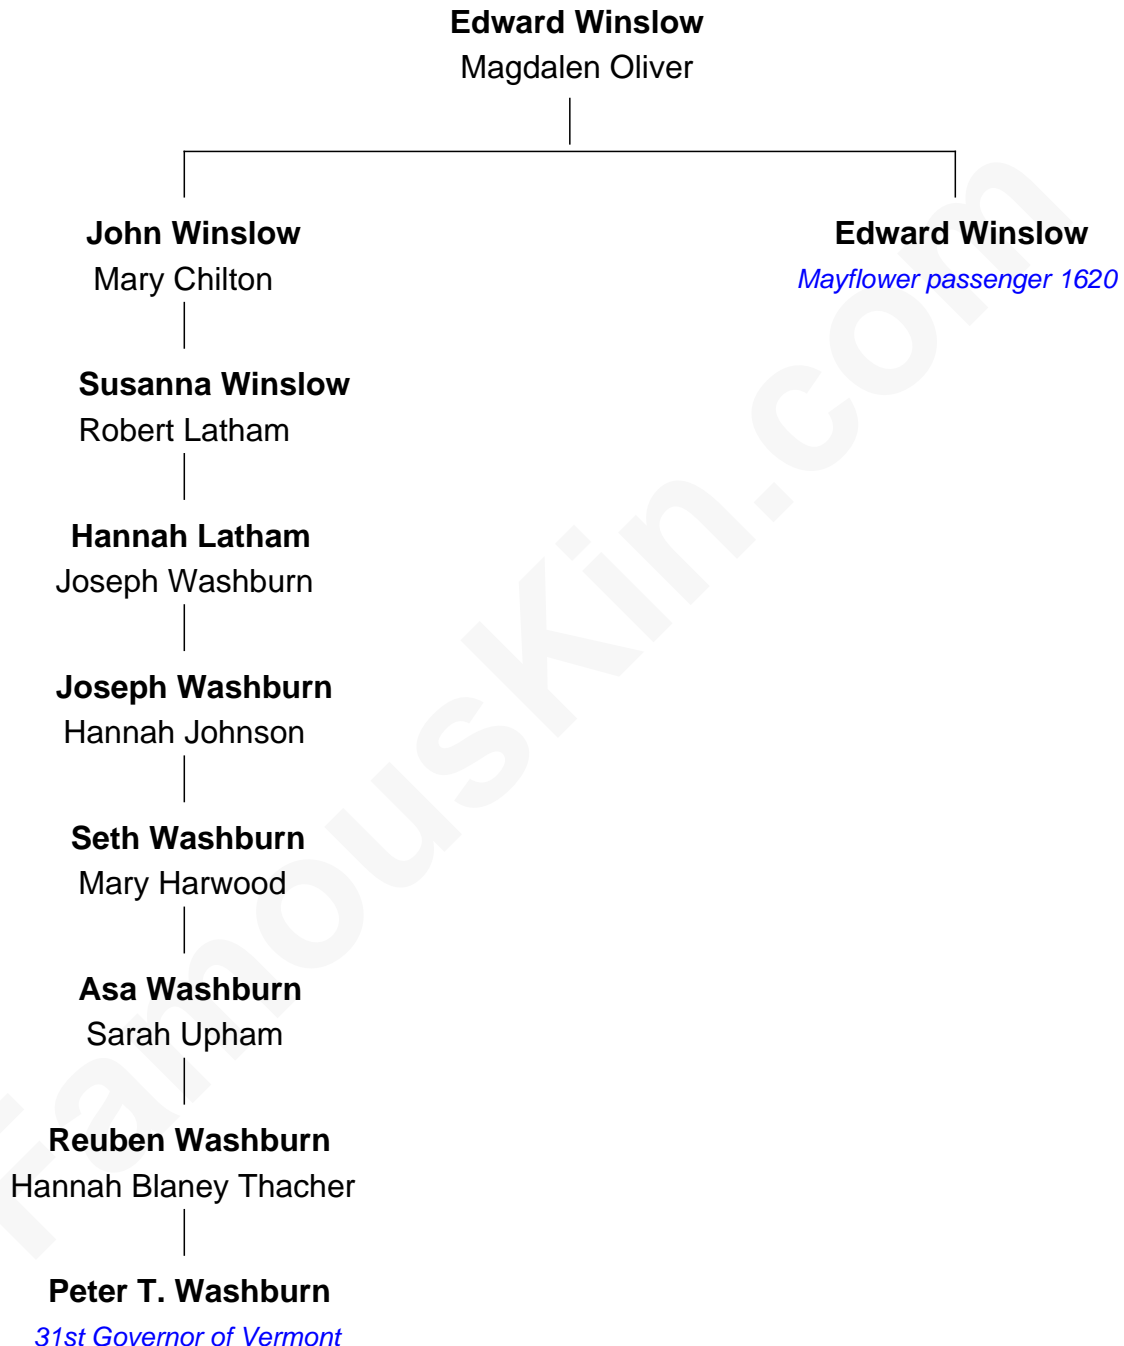 Edward Winslow
Magdalen Oliver
John Winslow
Edward Winslow
Mary Chilton
Mayflower passenger 1620
Susanna Winslow
Robert Latham
Hannah Latham
Joseph Washburn
Joseph Washburn
Hannah Johnson
Seth Washburn
Mary Harwood
Asa Washburn
Sarah Upham
Reuben Washburn
Hannah Blaney Thacher
Peter T. Washburn
31st Governor of Vermont
FamousKin.com